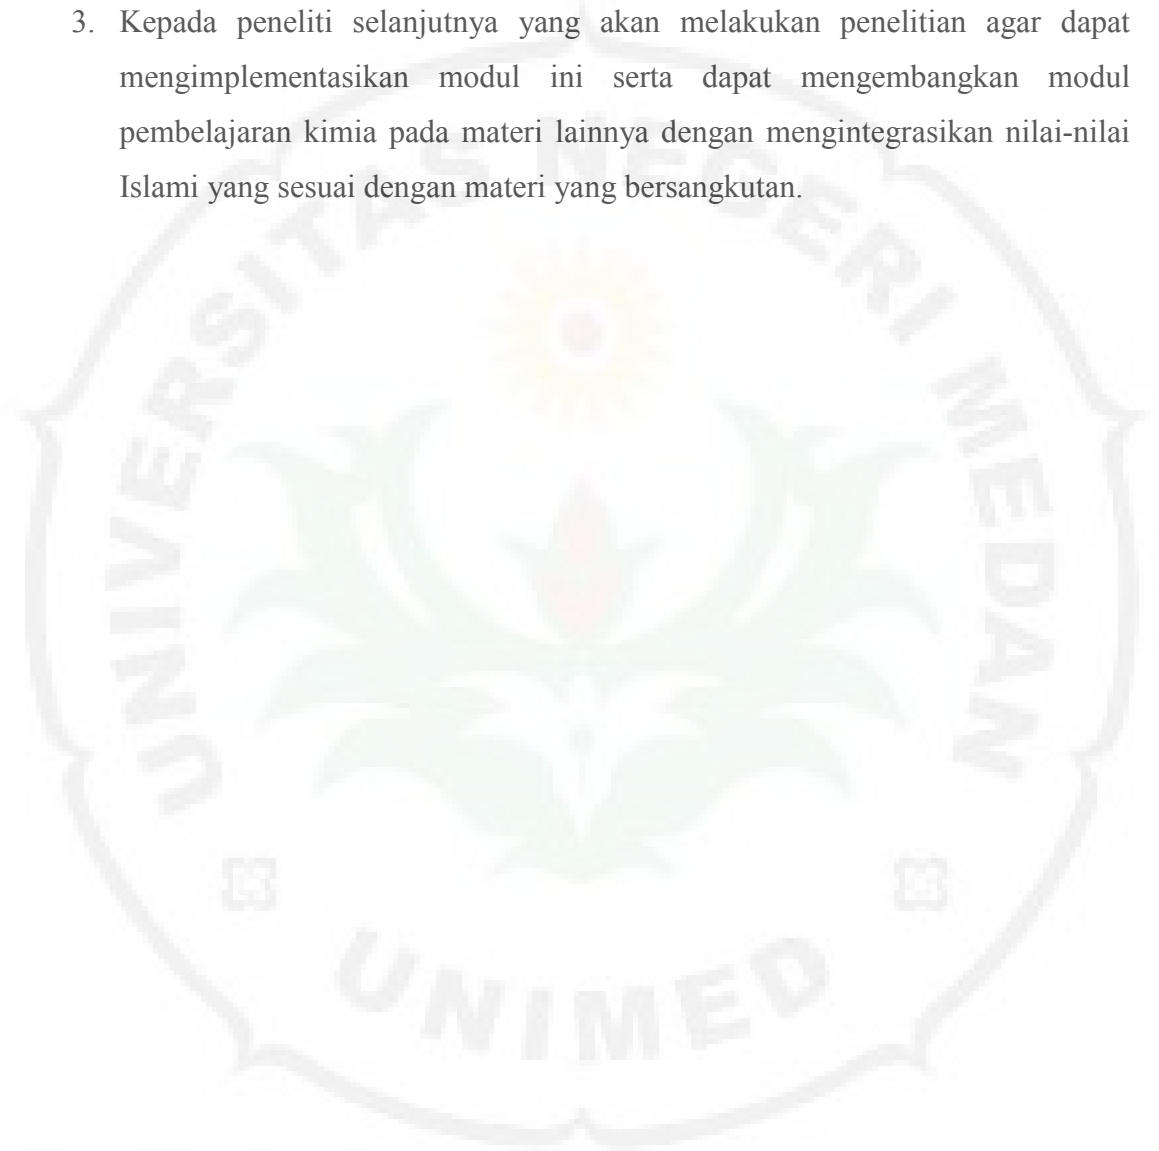 3. Kepada peneliti selanjutnya yang akan melakukan penelitian agar dapat
mengimplementasikan modul ini serta dapat mengembangkan modul
pembelajaran kimia pada materi lainnya dengan mengintegrasikan nilai-nilai
Islami yang sesuai dengan materi yang bersangkutan.
UNIVERSITAS NEGERI MEDAN
UNIMED